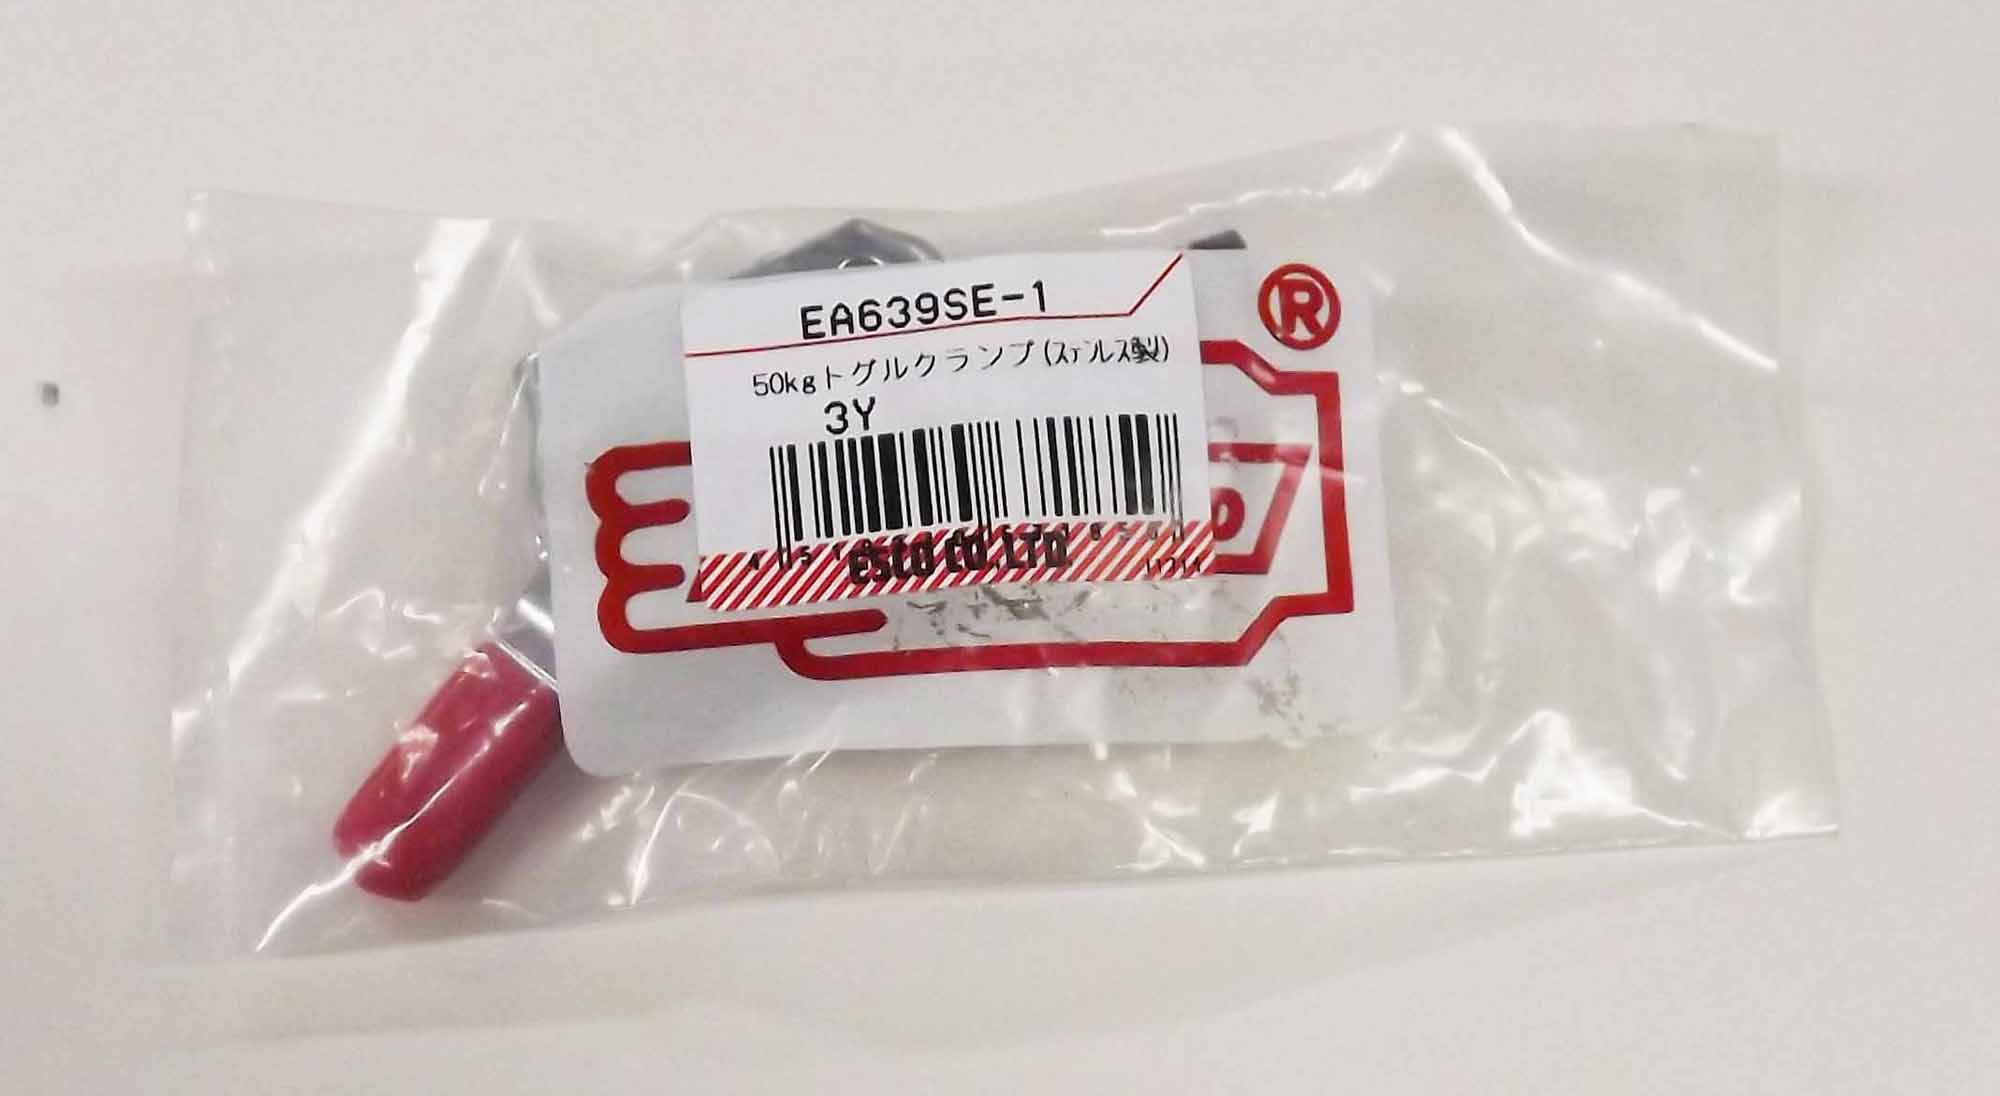 EA639SE-1
®
50kgトグルクランプ(ステンレス製)
3Y
ESCO CO.,LTD.